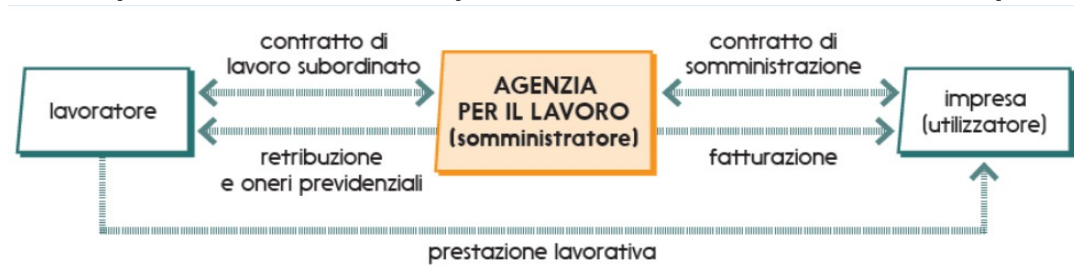 contratto di
lavoro subordinato
contratto di
somministrazione
lavoratore
AGENZIA
PER IL LAVORO
(somministratore)
impresa
(utilizzatore)
retribuzione
e oneri previdenziali
fatturazione
prestazione lavorativa